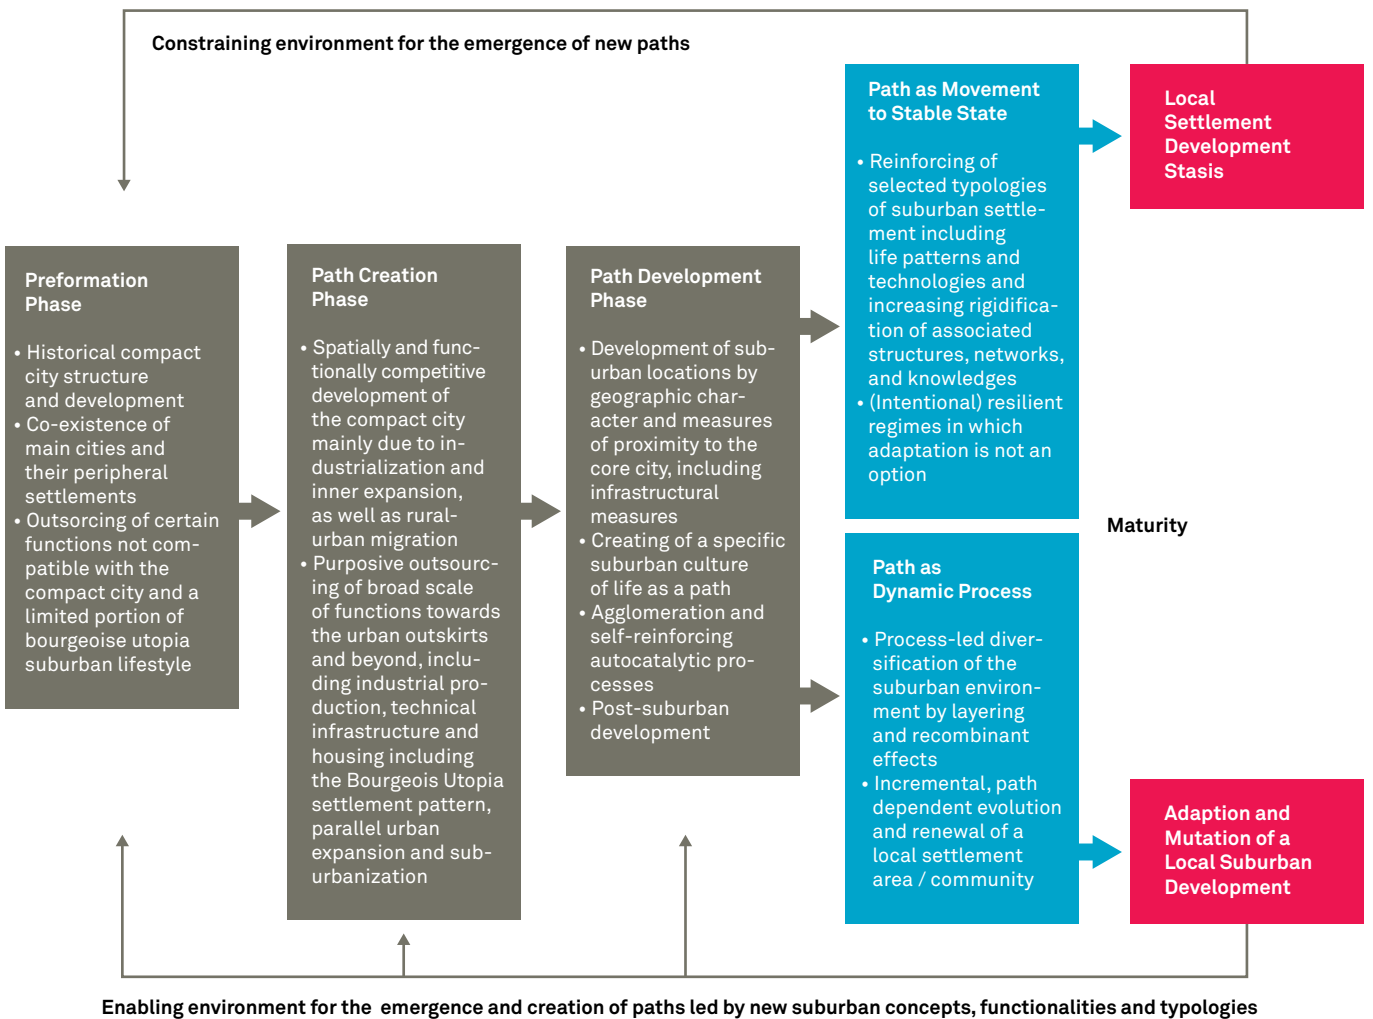 Constraining environment for the emergence of new paths
Preformation
Phase
• Historical compact
city structure
and development
• Co-existence of
main cities and
their peripheral
settlements
• Outsorcing of certain
functions not com-
patible with the
compact city and a
limited portion of
bourgeoise utopia
suburban lifestyle
Path Creation
Phase
• Spatially and func-
tionally competitive
development of
the compact city
mainly due to in-
dustrialization and
inner expansion,
as well as rural-
urban migration
• Purposive outsourc-
ing of broad scale
of functions towards
the urban outskirts
and beyond, inclu-
ding industrial pro-
duction, technical
infrastructure and
housing including
the Bourgeois Utopia
settlement pattern,
parallel urban
expansion and sub-
urbanization
Path Development
Phase
• Development of sub-
urban locations by
geographic char-
acter and measures
of proximity to the
core city, including
infrastructural
measures
• Creating of a specific
suburban culture
of life as a path
• Agglomeration and
self-reinforcing
autocatalytic pro-
cesses
• Post-suburban
development
Path as Movement
to Stable State
• Reinforcing of
selected typologies
of suburban settle-
ment including
life patterns and
technologies and
increasing rigidifica-
tion of associated
structures, networks,
and knowledges
• (Intentional) resilient
regimes in which
adaptation is not an
option
Local
Settlement
Development
Stasis
Maturity
Path as
Dynamic Process
• Process-led diver-
sification of the
suburban environ-
ment by layering
and recombinant
effects
• Incremental, path
dependent evolution
and renewal of a
local settlement
area / community
Adaption and
Mutation of a
Local Suburban
Development
Enabling environment for the emergence and creation of paths led by new suburban concepts, functionalities and typologies